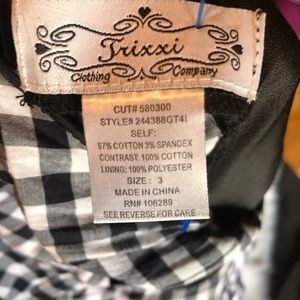 Trixxi
Clothing Company
CUT# 580300
STYLE# 244388GT4I
SELF:
97% COTTON 3% SPANDEX
CONTRAST: 100% COTTON
LINING: 100% POLYESTER
SIZE: 3
MADE IN CHINA
RN# 106289
SEE REVERSE FOR CARE